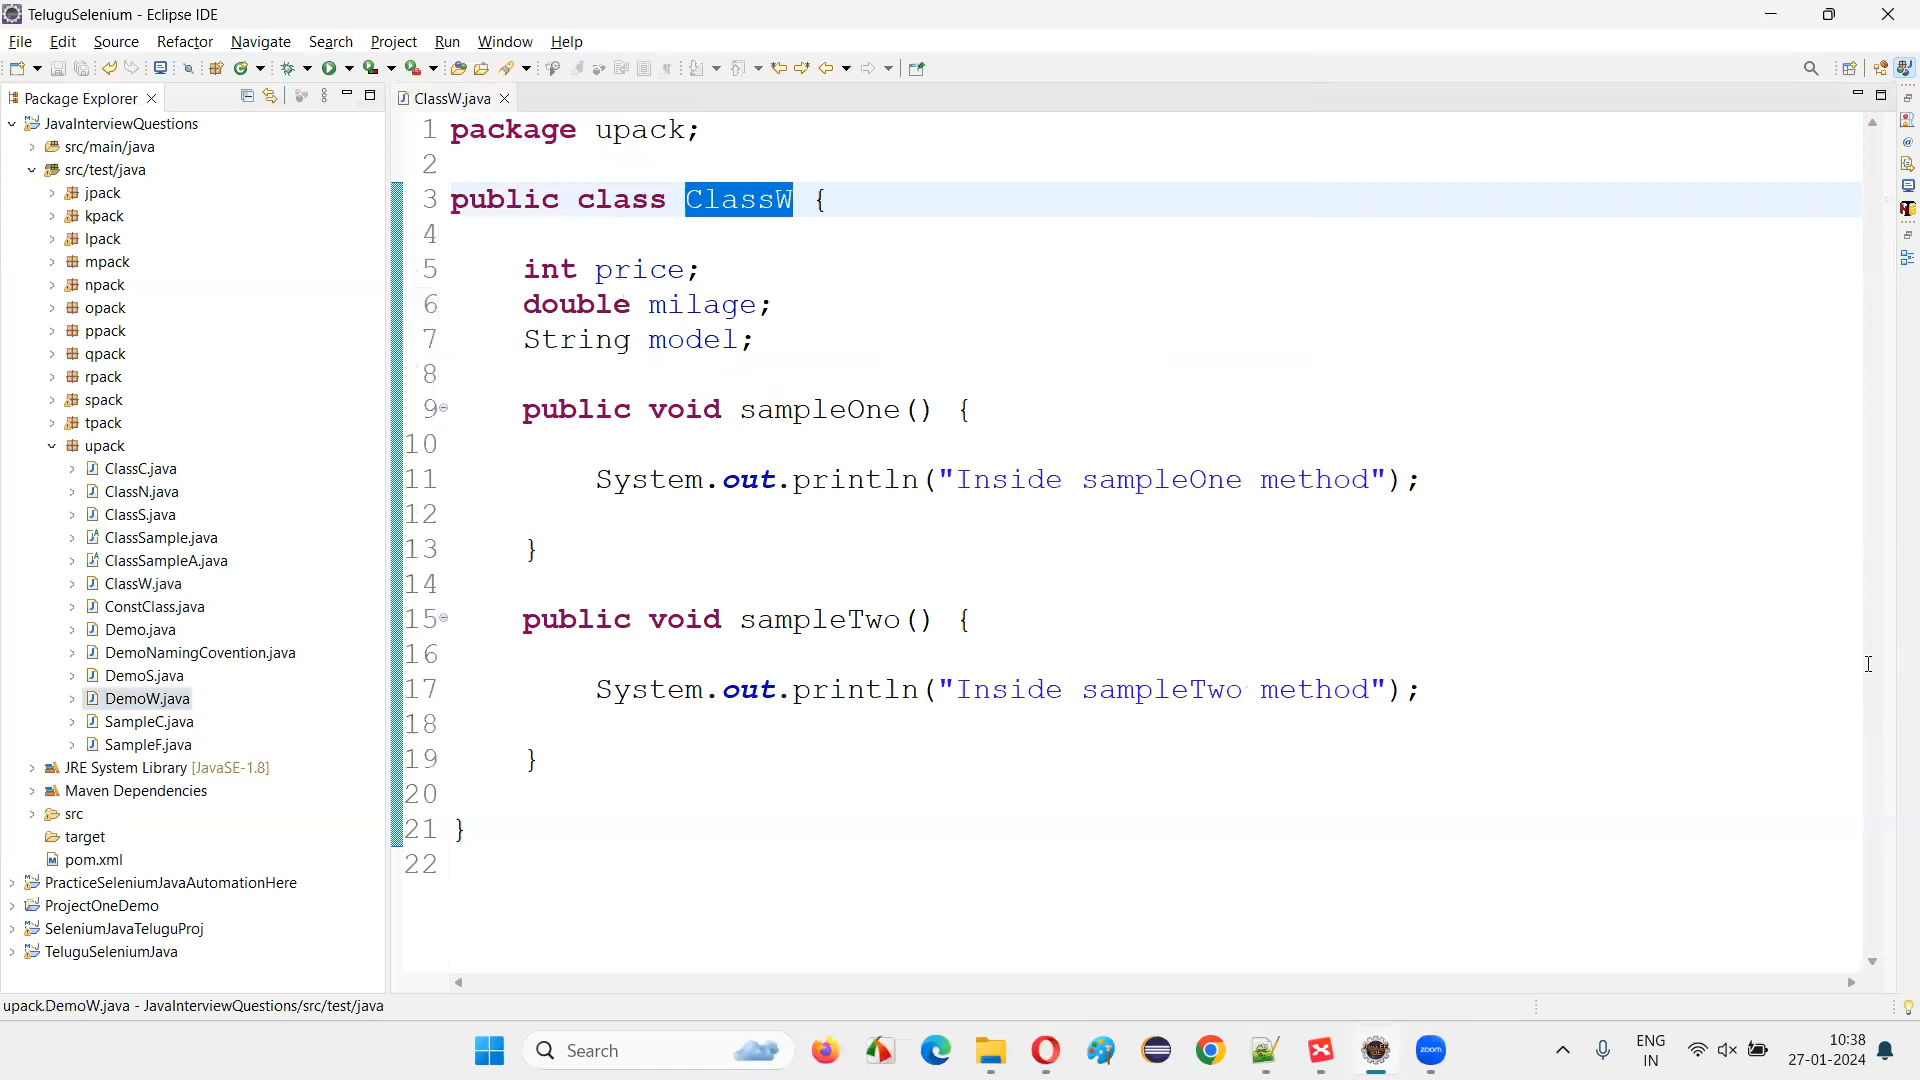 TeluguSelenium - Eclipse IDE
File Edit Source Refactor Navigate Search Project Run Window Help
Package Explorer
ClassW.java
JavaInterviewQuestions
src/main/java
src/test/java
jpack
kpack
lpack
mpack
npack
opack
ppack
qpack
rpack
spack
tpack
upack
ClassC.java
ClassN.java
ClassS.java
ClassSample.java
ClassSampleA.java
ClassW.java
ConstClass.java
Demo.java
DemoNamingCovention.java
DemoS.java
DemoW.java
SampleC.java
SampleF.java
JRE System Library [JavaSE-1.8]
Maven Dependencies
src
target
pom.xml
PracticeSeleniumJavaAutomationHere
ProjectOneDemo
SeleniumJavaTeluguProj
TeluguSeleniumJava
1 package upack;
2
3 public class ClassW {
4
5 int price;
6 double milage;
7 String model;
8
9 public void sampleOne() {
10
11 System.out.println("Inside sampleOne method");
12
13 }
14
15 public void sampleTwo() {
16
17 System.out.println("Inside sampleTwo method");
18
19 }
20
21 }
22
upack.DemoW.java - JavaInterviewQuestions/src/test/java
Search
zoom
ENG
IN
10:38
27-01-2024